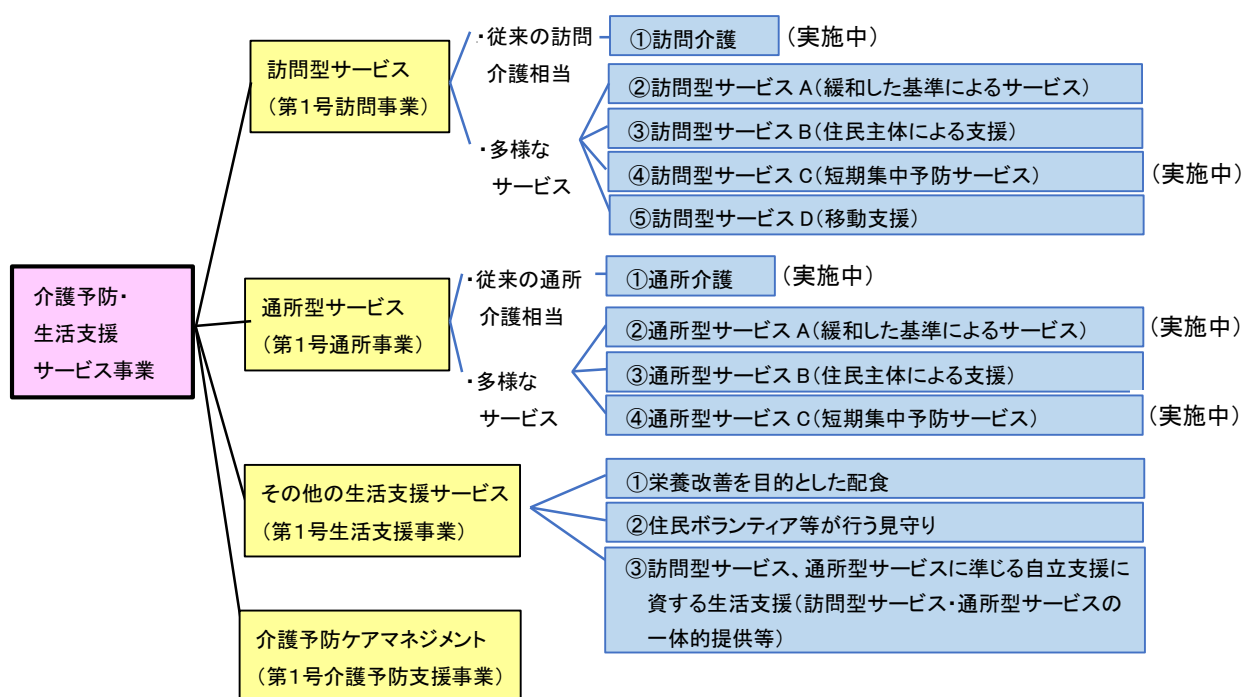 介護予防・
生活支援
サービス事業
訪問型サービス
(第1号訪問事業)
・従来の訪問
介護相当
①訪問介護
(実施中)
・多様な
サービス
②訪問型サービス A(緩和した基準によるサービス)
③訪問型サービス B(住民主体による支援)
④訪問型サービス C(短期集中予防サービス)
(実施中)
⑤訪問型サービス D(移動支援)
通所型サービス
(第1号通所事業)
・従来の通所
介護相当
①通所介護
(実施中)
・多様な
サービス
②通所型サービス A(緩和した基準によるサービス)
(実施中)
③通所型サービス B(住民主体による支援)
④通所型サービス C(短期集中予防サービス)
(実施中)
その他の生活支援サービス
(第1号生活支援事業)
①栄養改善を目的とした配食
②住民ボランティア等が行う見守り
③訪問型サービス、通所型サービスに準じる自立支援に
資する生活支援(訪問型サービス・通所型サービスの
一体的提供等)
介護予防ケアマネジメント
(第1号介護予防支援事業)